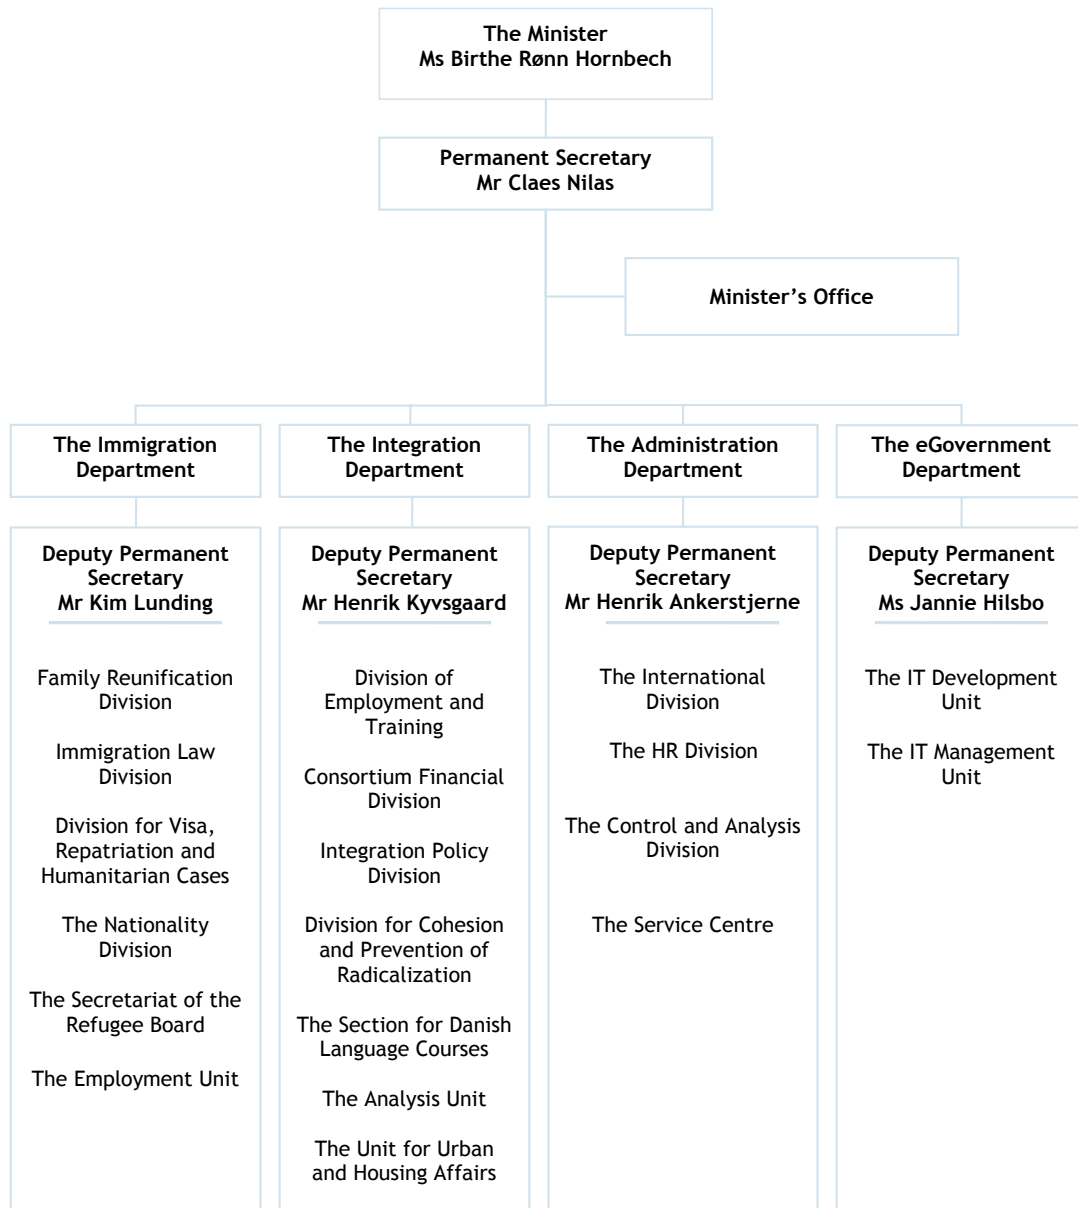 The Minister
Ms Birthe Rønn Hornbech
Permanent Secretary
Mr Claes Nilas
Minister’s Office
The Immigration
Department
The Integration
Department
The Administration
Department
The eGovernment
Department
Deputy Permanent
Secretary
Mr Kim Lunding
Family Reunification
Division
Immigration Law
Division
Division for Visa,
Repatriation and
Humanitarian Cases
The Nationality
Division
The Secretariat of the
Refugee Board
The Employment Unit
Deputy Permanent
Secretary
Mr Henrik Kyvsgaard
Division of
Employment and
Training
Consortium Financial
Division
Integration Policy
Division
Division for Cohesion
and Prevention of
Radicalization
The Section for Danish
Language Courses
The Analysis Unit
The Unit for Urban
and Housing Affairs
Deputy Permanent
Secretary
Mr Henrik Ankerstjerne
The International
Division
The HR Division
The Control and Analysis
Division
The Service Centre
Deputy Permanent
Secretary
Ms Jannie Hilsbo
The IT Development
Unit
The IT Management
Unit